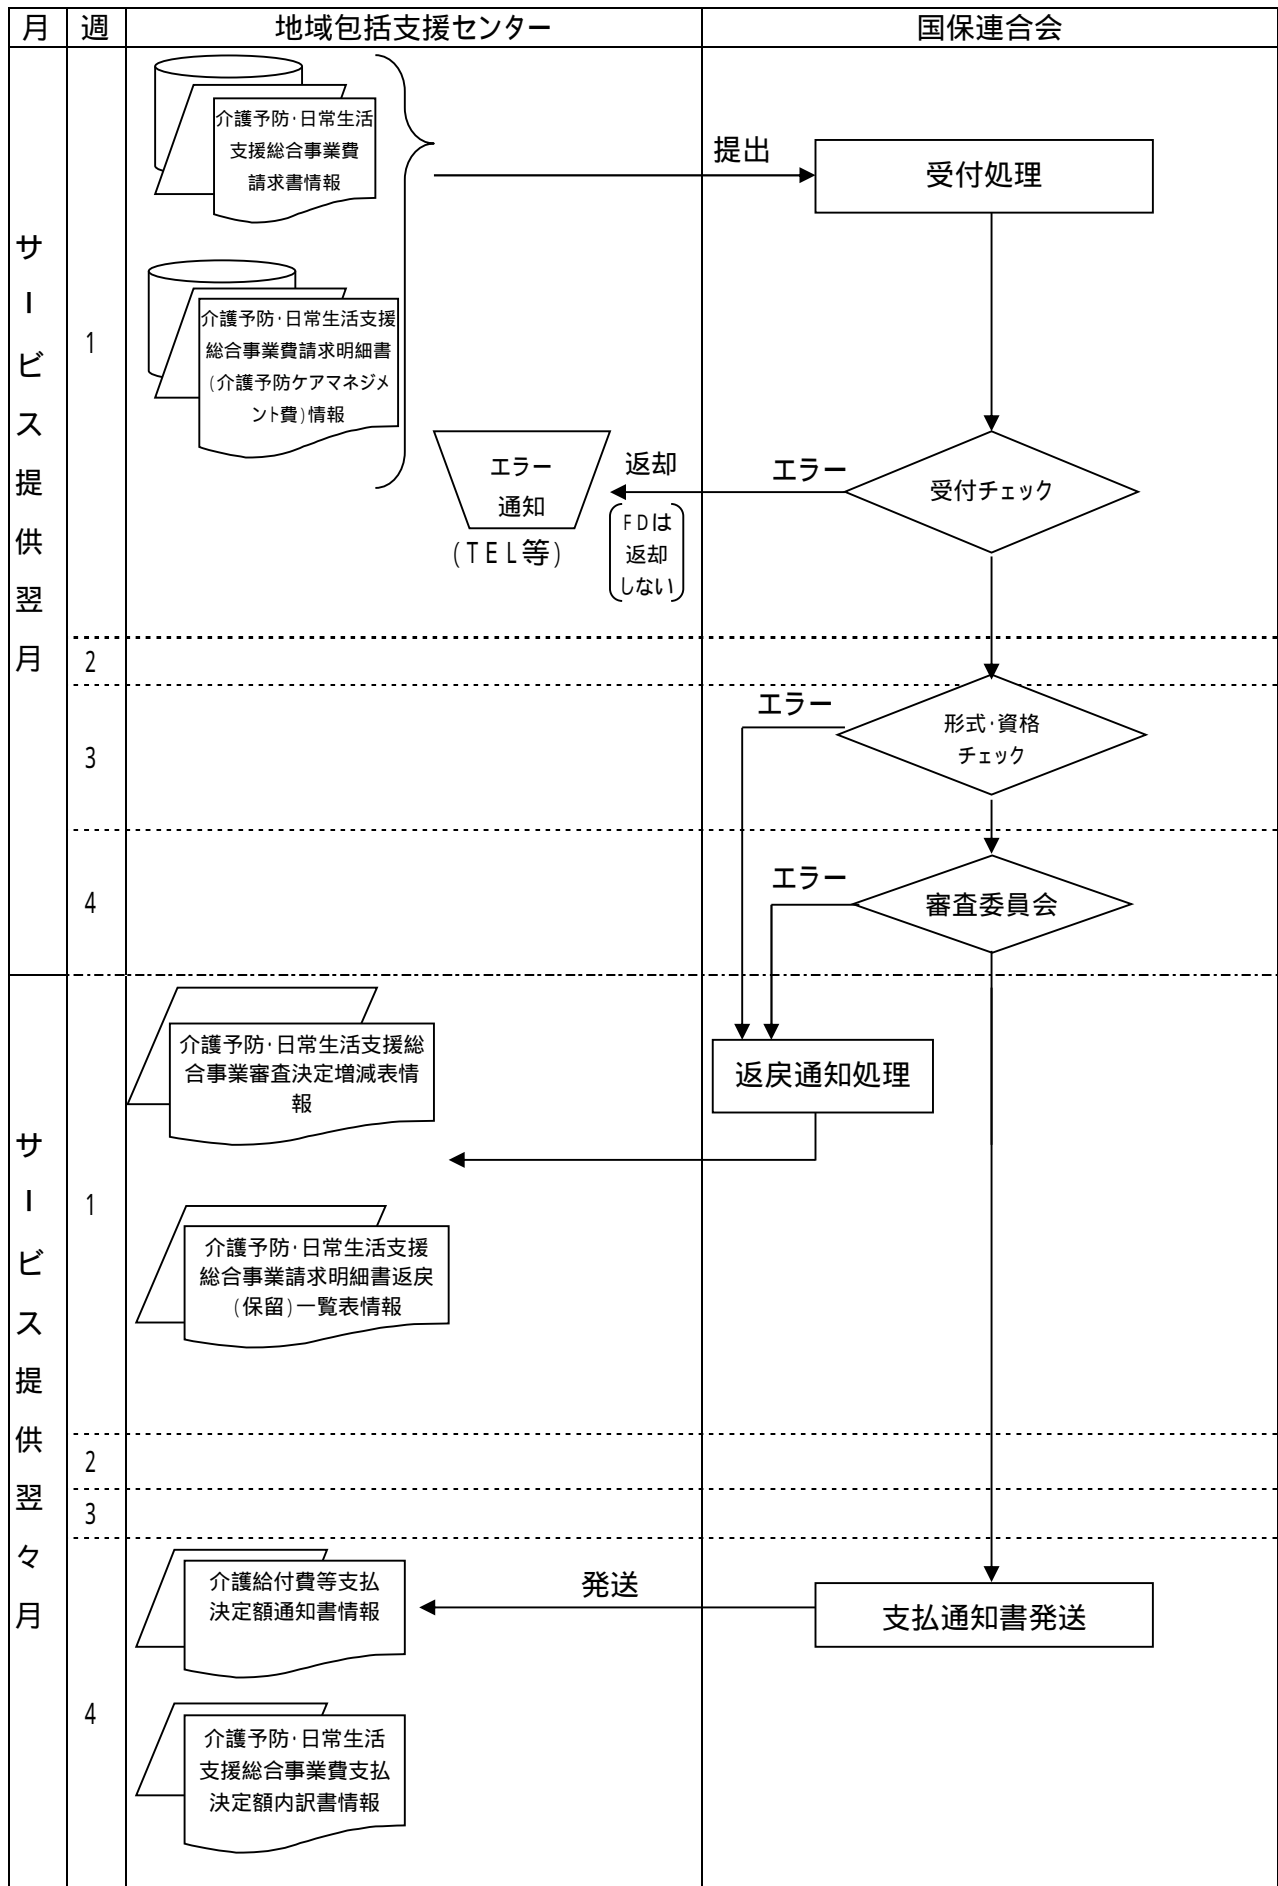 月 週 地域包括支援センター 国保連合会
サービス提供翌月
1
介護予防・日常生活
支援総合事業費
請求書情報
提出
受付処理
介護予防・日常生活支援
総合事業費請求明細書
(介護予防ケアマネジメ
ント費)情報
エラー
通知
(TEL等)
返却
FDは
返却
しない
エラー
受付チェック
2
3
エラー
形式・資格
チェック
4
エラー
審査委員会
サービス提供翌々月
1
介護予防・日常生活支援総
合事業審査決定増減表情
報
返戻通知処理
介護予防・日常生活支援
総合事業請求明細書返戻
(保留)一覧表情報
2
3
4
介護給付費等支払
決定額通知書情報
発送
支払通知書発送
介護予防・日常生活
支援総合事業費支払
決定額内訳書情報